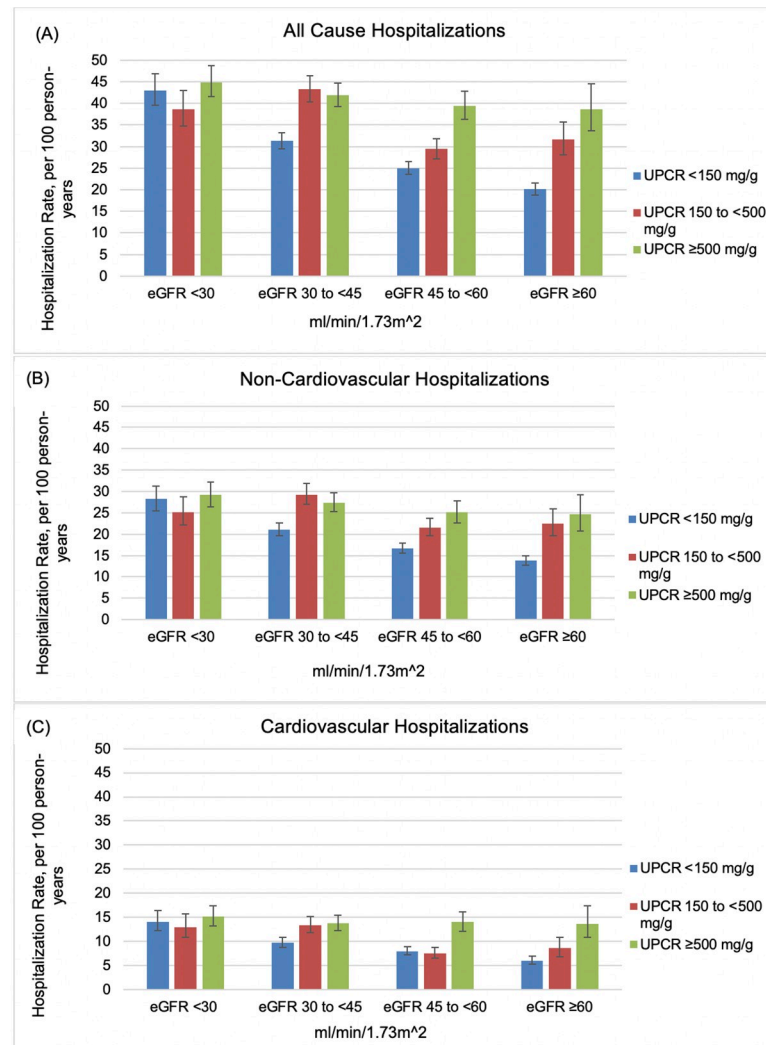 (A)
All Cause Hospitalizations
Hospitalization Rate, per 100 person-
years
50
45
40
35
30
25
20
15
10
5
0
eGFR <30
eGFR 30 to <45
eGFR 45 to <60
eGFR ≥60
ml/min/1.73m^2
UPCR <150 mg/g
UPCR 150 to <500
mg/g
UPCR ≥500 mg/g
(B)
Non-Cardiovascular Hospitalizations
Hospitalization Rate, per 100 person-
years
50
45
40
35
30
25
20
15
10
5
0
eGFR <30
eGFR 30 to <45
eGFR 45 to <60
eGFR ≥60
ml/min/1.73m^2
UPCR <150 mg/g
UPCR 150 to <500
mg/g
UPCR ≥500 mg/g
(C)
Cardiovascular Hospitalizations
Hospitalization Rate, per 100 person-
years
50
45
40
35
30
25
20
15
10
5
0
eGFR <30
eGFR 30 to <45
eGFR 45 to <60
eGFR ≥60
ml/min/1.73m^2
UPCR <150 mg/g
UPCR 150 to <500
mg/g
UPCR ≥500 mg/g